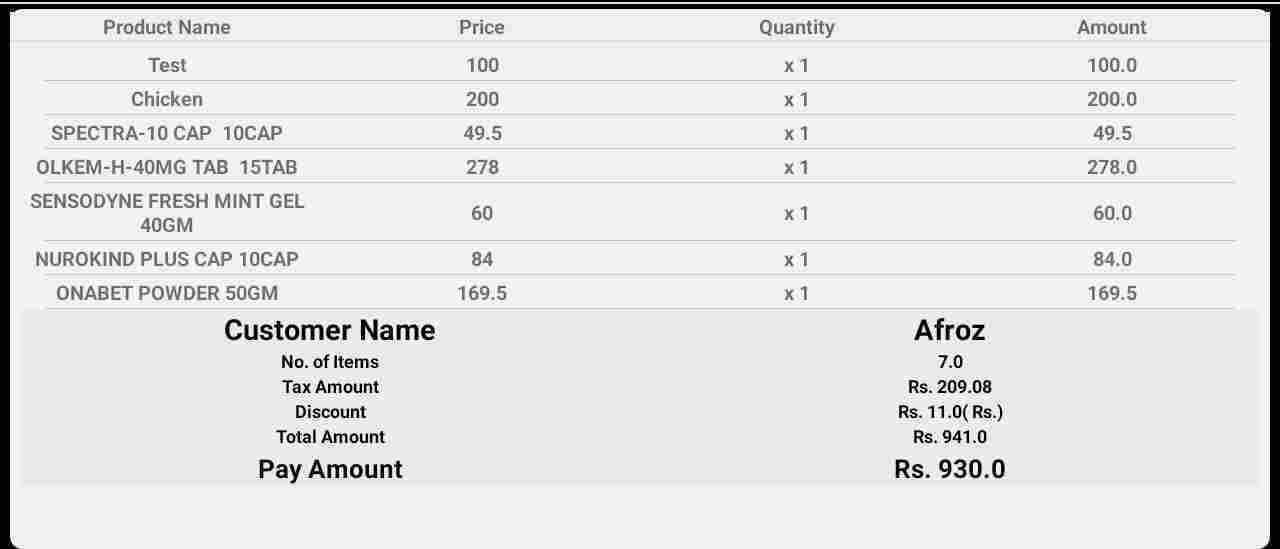 Product Name Price Quantity Amount
Test 100 x 1 100.0
Chicken 200 x 1 200.0
SPECTRA-10 CAP  10CAP 49.5 x 1 49.5
OLKEM-H-40MG TAB  15TAB 278 x 1 278.0
SENSODYNE FRESH MINT GEL
40GM 60 x 1 60.0
NUROKIND PLUS CAP 10CAP 84 x 1 84.0
ONABET POWDER 50GM 169.5 x 1 169.5
Customer Name Afroz
No. of Items 7.0
Tax Amount Rs. 209.08
Discount Rs. 11.0( Rs.)
Total Amount Rs. 941.0
Pay Amount Rs. 930.0